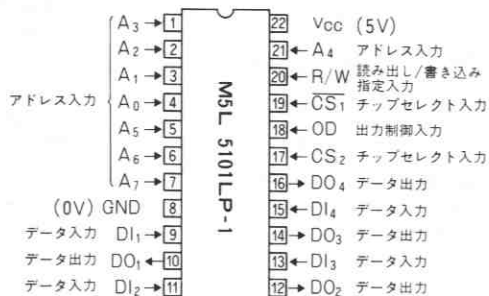 A3 → 1
A2 → 2
A1 → 3
アドレス入力 A0 → 4
A5 → 5
A6 → 6
A7 → 7
(0V) GND 8
データ入力 DI1 → 9
データ出力 DO1 ← 10
データ入力 DI2 → 11
M5L 5101LP-1
22 VCC (5V)
21 ← A4 アドレス入力
20 ← R/W 読み出し/書き込み
指定入力
19 ← CS1 チップセレクト入力
18 ← OD 出力制御入力
17 ← CS2 チップセレクト入力
16 → DO4 データ出力
15 ← DI4 データ入力
14 → DO3 データ出力
13 ← DI3 データ入力
12 → DO2 データ出力